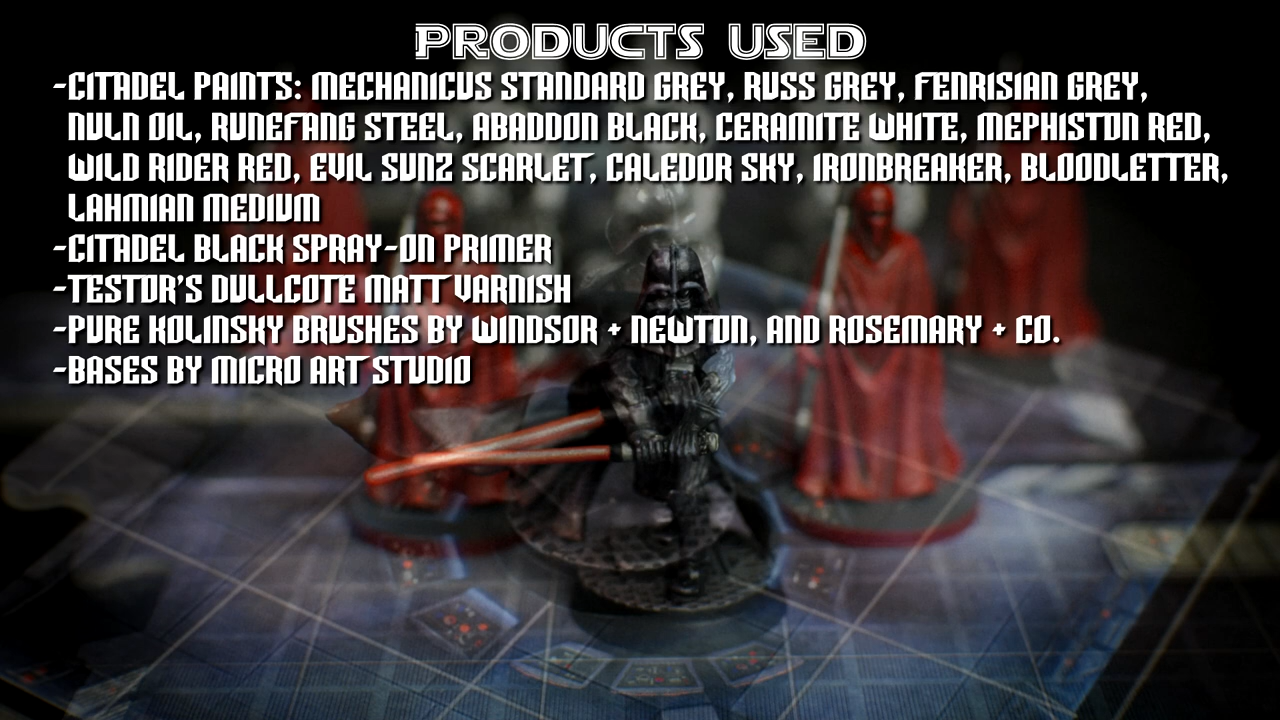 PRODUCTS USED
-CITADEL PAINTS: MECHANICUS STANDARD GREY, RUSS GREY, FENRISIAN GREY,
NULN OIL, RUNEFANG STEEL, ABADDON BLACK, CERAMITE WHITE, MEPHISTON RED,
WILD RIDER RED, EVIL SUNZ SCARLET, CALEDOR SKY, IRONBREAKER, BLOODLETTER,
LAHMIAN MEDIUM
-CITADEL BLACK SPRAY-ON PRIMER
-TESTOR'S DULLCOTE MATT VARNISH
-PURE KOLINSKY BRUSHES BY WINDSOR + NEWTON, AND ROSEMARY + CO.
-BASES BY MICRO ART STUDIO